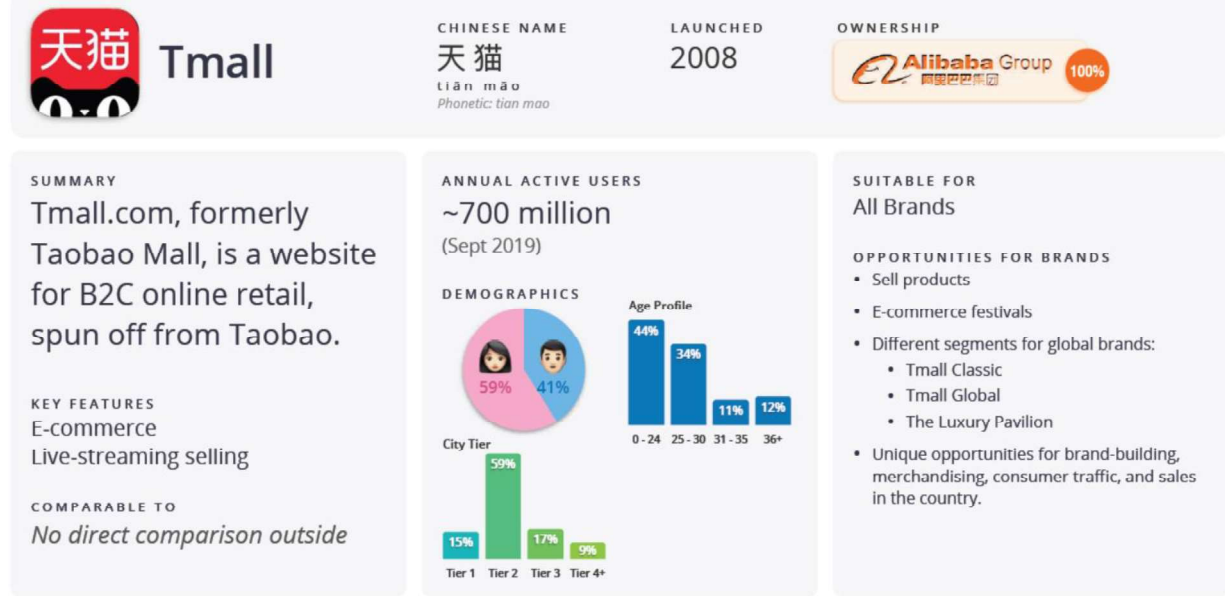 天猫
Tmall
CHINESE NAME
天猫
tiān māo
Phonetic: tian mao
LAUNCHED
2008
OWNERSHIP
Alibaba Group
阿里巴巴集团
100%
SUMMARY
Tmall.com, formerly
Taobao Mall, is a website
for B2C online retail,
spun off from Taobao.
KEY FEATURES
E-commerce
Live-streaming selling
COMPARABLE TO
No direct comparison outside
ANNUAL ACTIVE USERS
~700 million
(Sept 2019)
DEMOGRAPHICS
59%
41%
Age Profile
44%
34%
11%
12%
0 - 24 25 - 30 31 - 35 36+
City Tier
59%
15%
17%
9%
Tier 1 Tier 2 Tier 3 Tier 4+
SUITABLE FOR
All Brands
OPPORTUNITIES FOR BRANDS
• Sell products
• E-commerce festivals
• Different segments for global brands:
• Tmall Classic
• Tmall Global
• The Luxury Pavilion
• Unique opportunities for brand-building,
merchandising, consumer traffic, and sales
in the country.